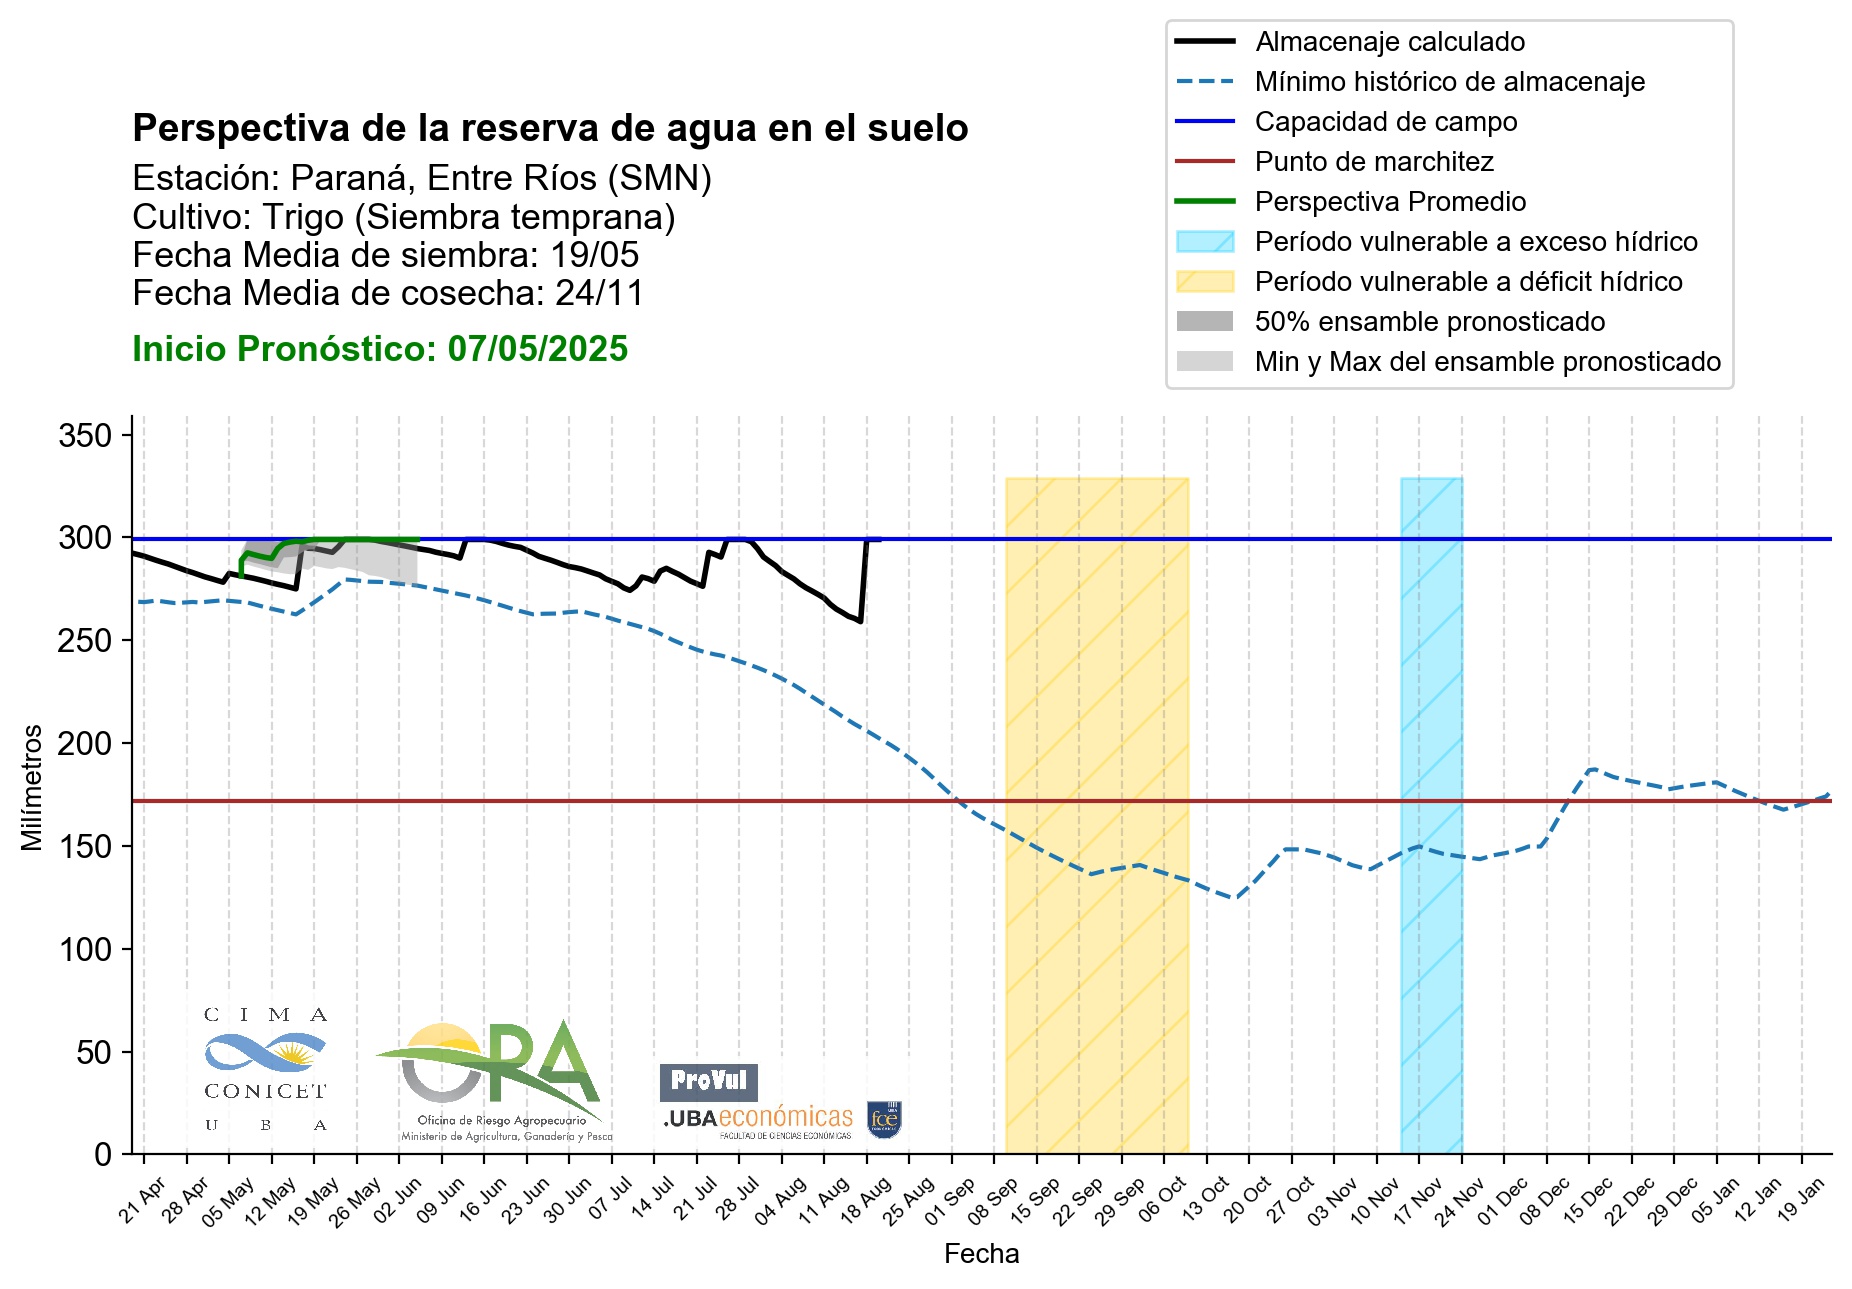 Almacenaje calculado
Mínimo histórico de almacenaje
Capacidad de campo
Punto de marchitez
Perspectiva Promedio
Período vulnerable a exceso hídrico
Período vulnerable a déficit hídrico
50% ensamble pronosticado
Min y Max del ensamble pronosticado
Perspectiva de la reserva de agua en el suelo
Estación: Paraná, Entre Ríos (SMN)
Cultivo: Trigo (Siembra temprana)
Fecha Media de siembra: 19/05
Fecha Media de cosecha: 24/11
Inicio Pronóstico: 07/05/2025
350
300
250
200
150
100
50
0
Milímetros
CIMA
CONICET
UBA
ORA
Oficina de Riesgo Agropecuario
Ministerio de Agricultura, Ganadería y Pesca
ProVul
.UBAeconómicas
FACULTAD DE CIENCIAS ECONÓMICAS
fce
21 Apr
28 Apr
05 May
12 May
19 May
26 May
02 Jun
09 Jun
16 Jun
23 Jun
30 Jun
07 Jul
14 Jul
21 Jul
28 Jul
04 Aug
11 Aug
18 Aug
25 Aug
01 Sep
08 Sep
15 Sep
22 Sep
29 Sep
06 Oct
13 Oct
20 Oct
27 Oct
03 Nov
10 Nov
17 Nov
24 Nov
01 Dec
08 Dec
15 Dec
22 Dec
29 Dec
05 Jan
12 Jan
19 Jan
Fecha